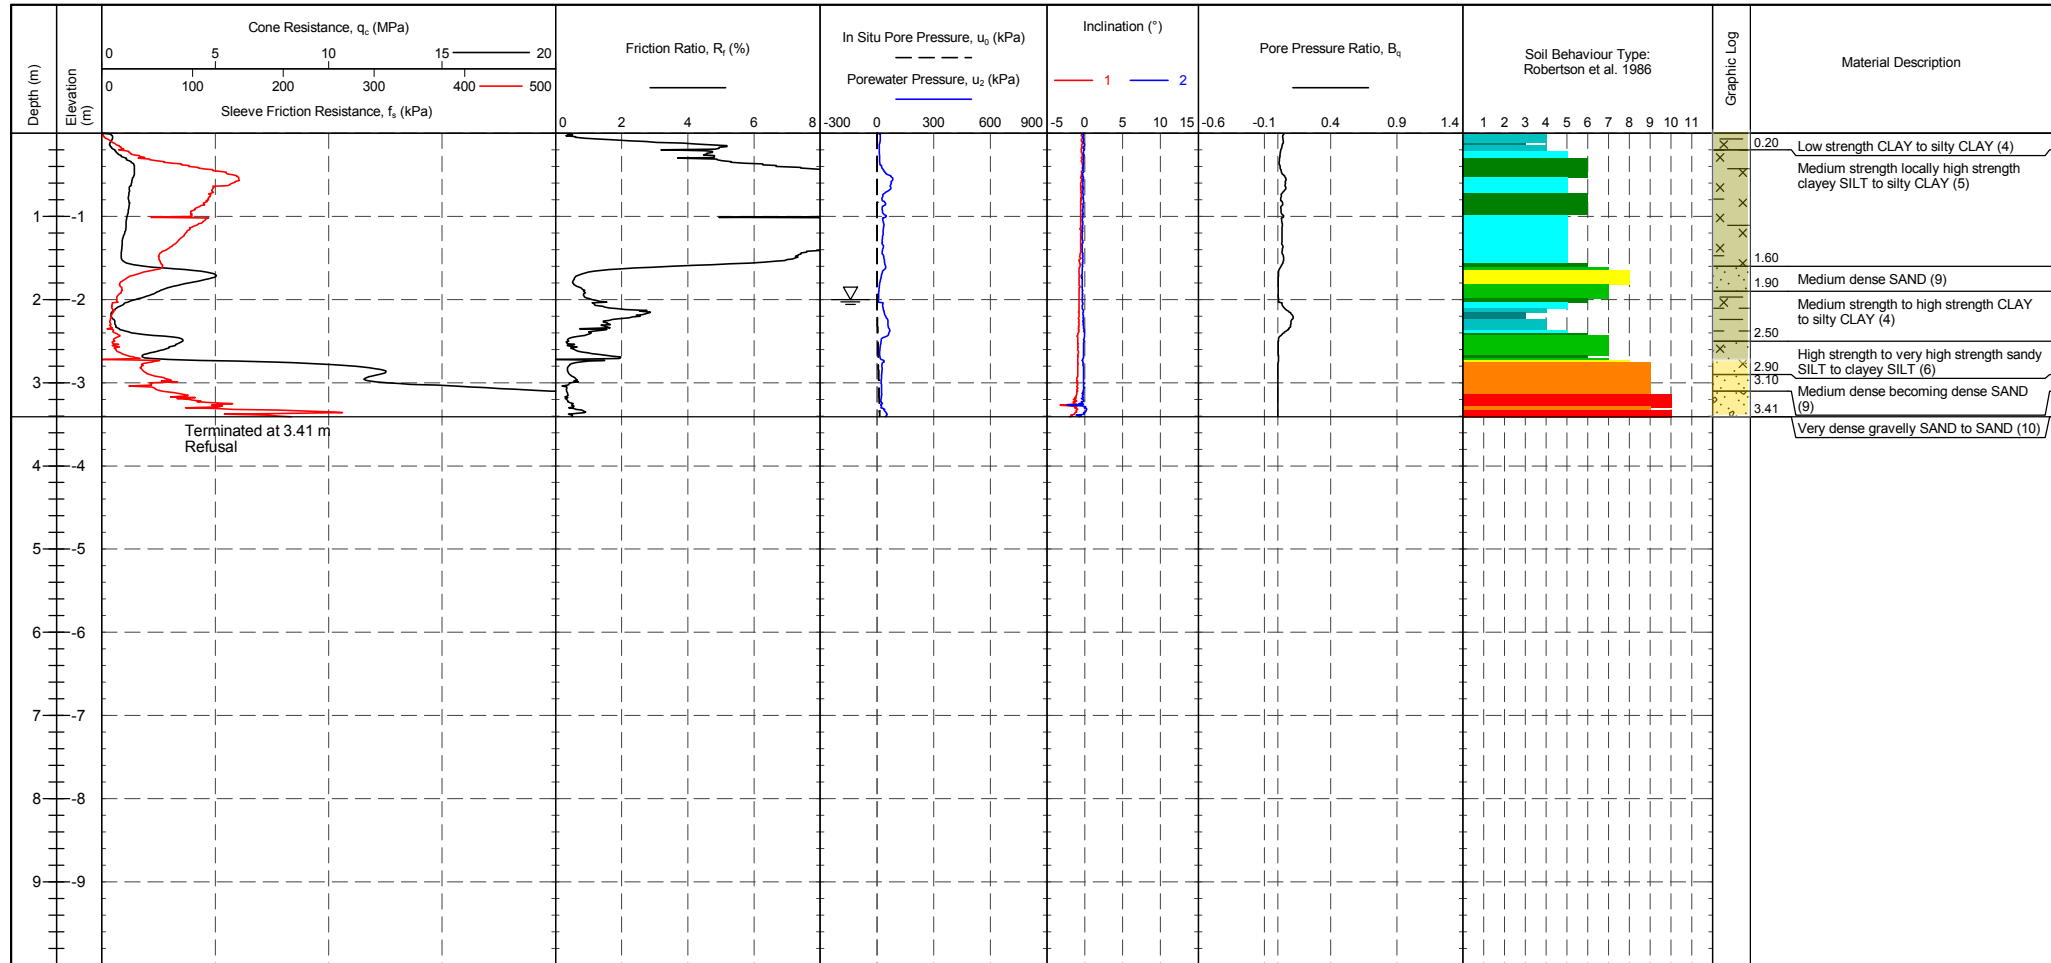 Depth (m)
Elevation
(m)
Cone Resistance, qc (MPa)
0 5 10 15 20
0 100 200 300 400 500
Sleeve Friction Resistance, fs (kPa)
Friction Ratio, Rf (%)
0 2 4 6 8
In Situ Pore Pressure, u0 (kPa)
Porewater Pressure, u2 (kPa)
-300 0 300 600 900
Inclination (°)
1 2
-5 0 5 10 15
Pore Pressure Ratio, Bq
-0.6 -0.1 0.4 0.9 1.4
Soil Behaviour Type:
Robertson et al. 1986
1 2 3 4 5 6 7 8 9 10 11
Graphic Log
Material Description
0.20
Low strength CLAY to silty CLAY (4)
Medium strength locally high strength
clayey SILT to silty CLAY (5)
1 -1
1.60
Medium dense SAND (9)
1.90
2 -2
Medium strength to high strength CLAY
to silty CLAY (4)
2.50
High strength to very high strength sandy
SILT to clayey SILT (6)
2.90
3 -3
3.10
Medium dense becoming dense SAND
(9)
3.41
Very dense gravelly SAND to SAND (10)
Terminated at 3.41 m
Refusal
4 -4
5 -5
6 -6
7 -7
8 -8
9 -9